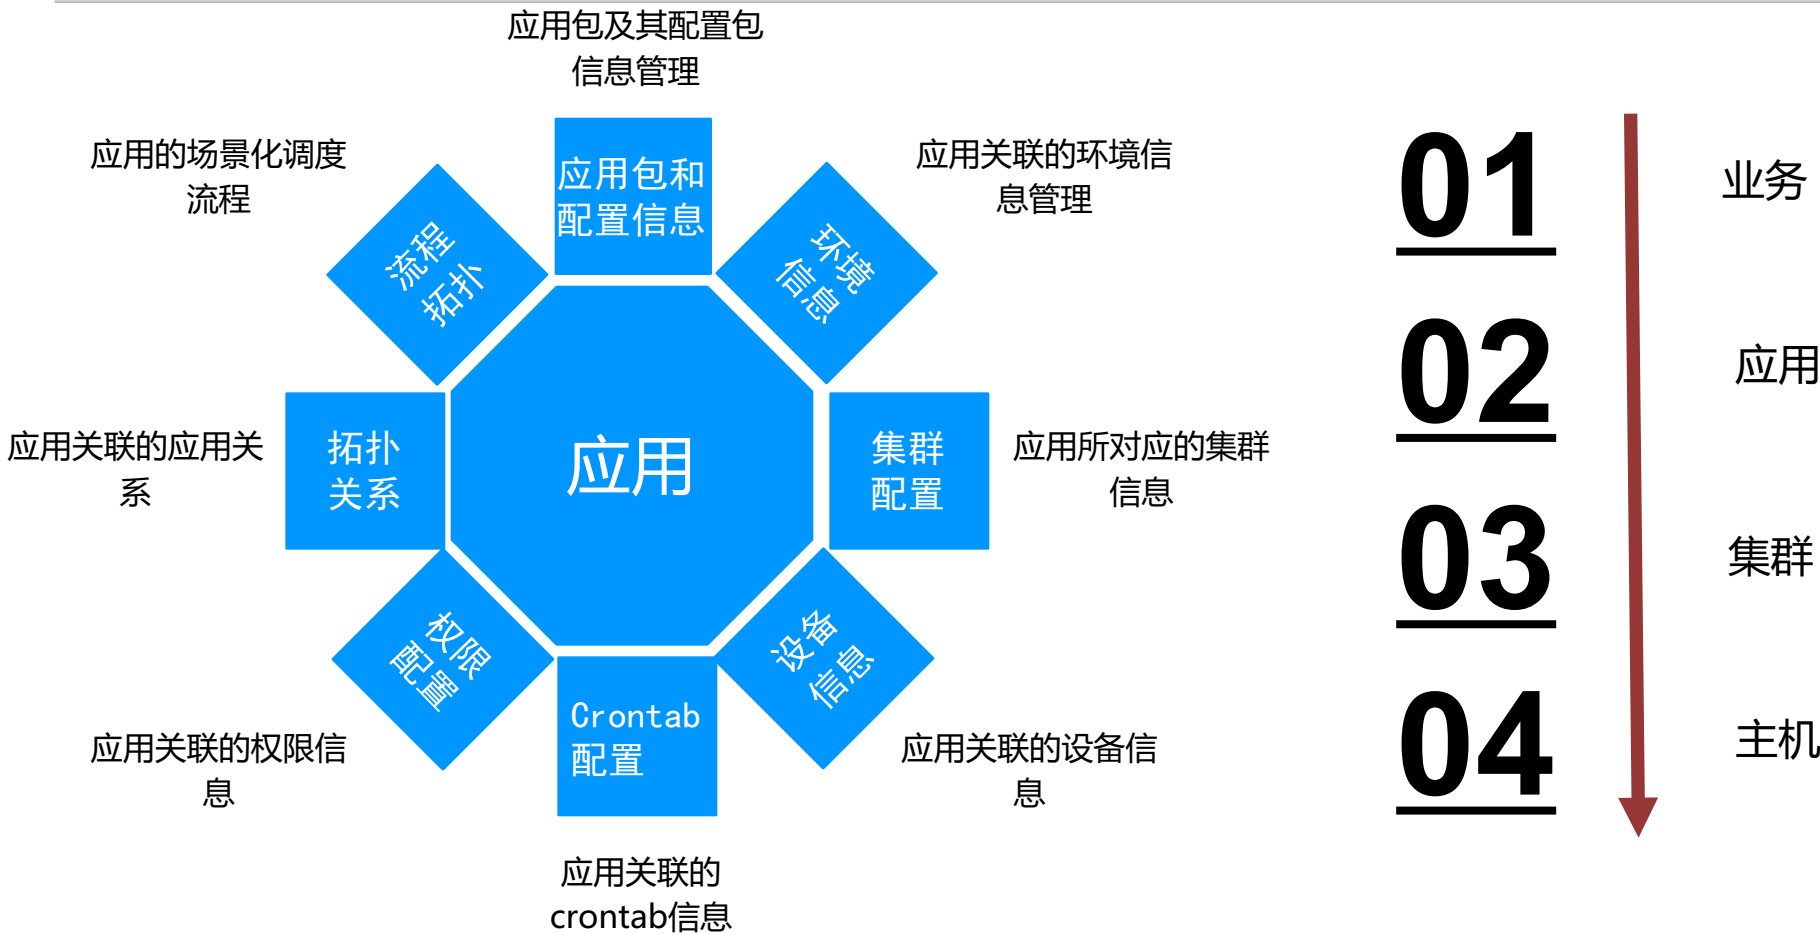 应用包及其配置包
信息管理
应用的场景化调度
流程
应用关联的环境信
息管理
应用包和
配置信息
流程
拓扑
环境
信息
应用关联的应用关
系
拓扑
关系
应用
集群
配置
应用所对应的集群
信息
权限
配置
设备
信息
Crontab
配置
应用关联的权限信
息
应用关联的设备信
息
应用关联的
crontab信息
01
业务
02
应用
03
集群
04
主机